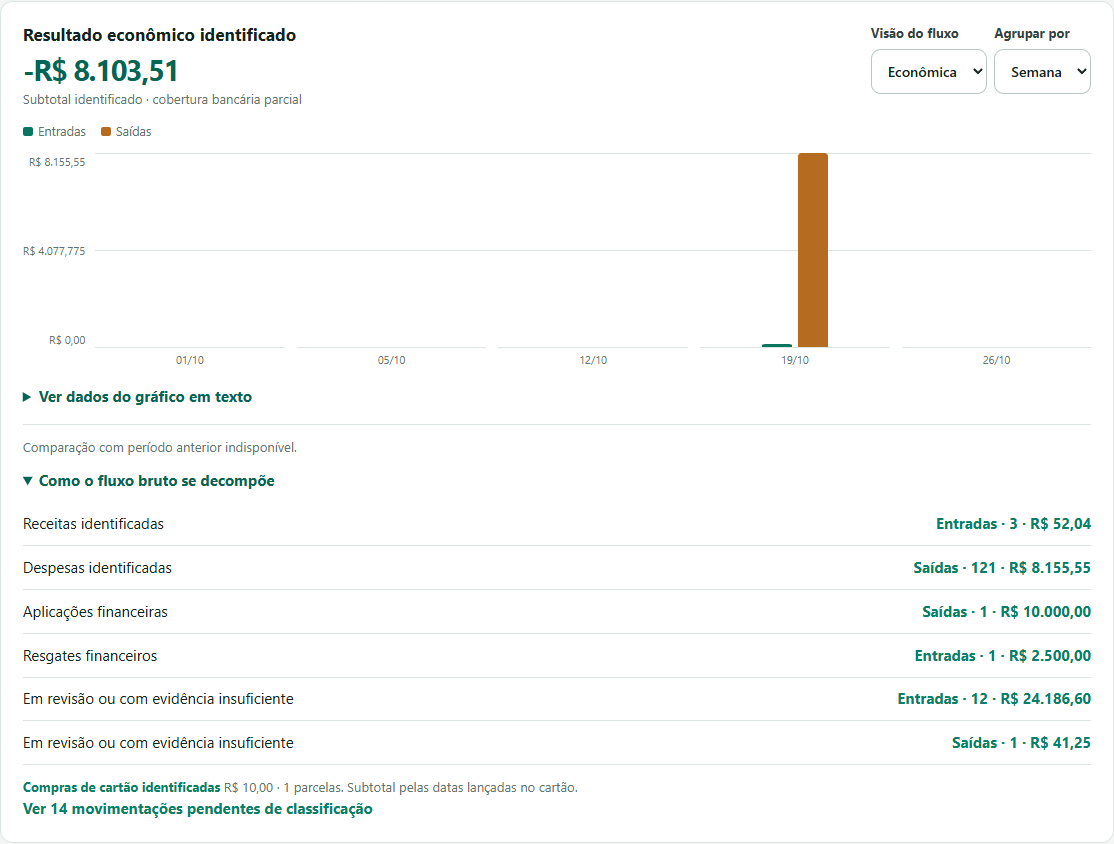 Resultado econômico identificado
Visão do fluxo
Agrupar por
-R$ 8.103,51
Econômica
Semana
Subtotal identificado · cobertura bancária parcial
Entradas
Saídas
R$ 8.155,55
R$ 4.077,775
R$ 0,00
01/10
05/10
12/10
19/10
26/10
Ver dados do gráfico em texto
Comparação com período anterior indisponível.
Como o fluxo bruto se decompõe
Receitas identificadas
Entradas · 3 · R$ 52,04
Despesas identificadas
Saídas · 121 · R$ 8.155,55
Aplicações financeiras
Saídas · 1 · R$ 10.000,00
Resgates financeiros
Entradas · 1 · R$ 2.500,00
Em revisão ou com evidência insuficiente
Entradas · 12 · R$ 24.186,60
Em revisão ou com evidência insuficiente
Saídas · 1 · R$ 41,25
Compras de cartão identificadas R$ 10,00 · 1 parcelas. Subtotal pelas datas lançadas no cartão.
Ver 14 movimentações pendentes de classificação